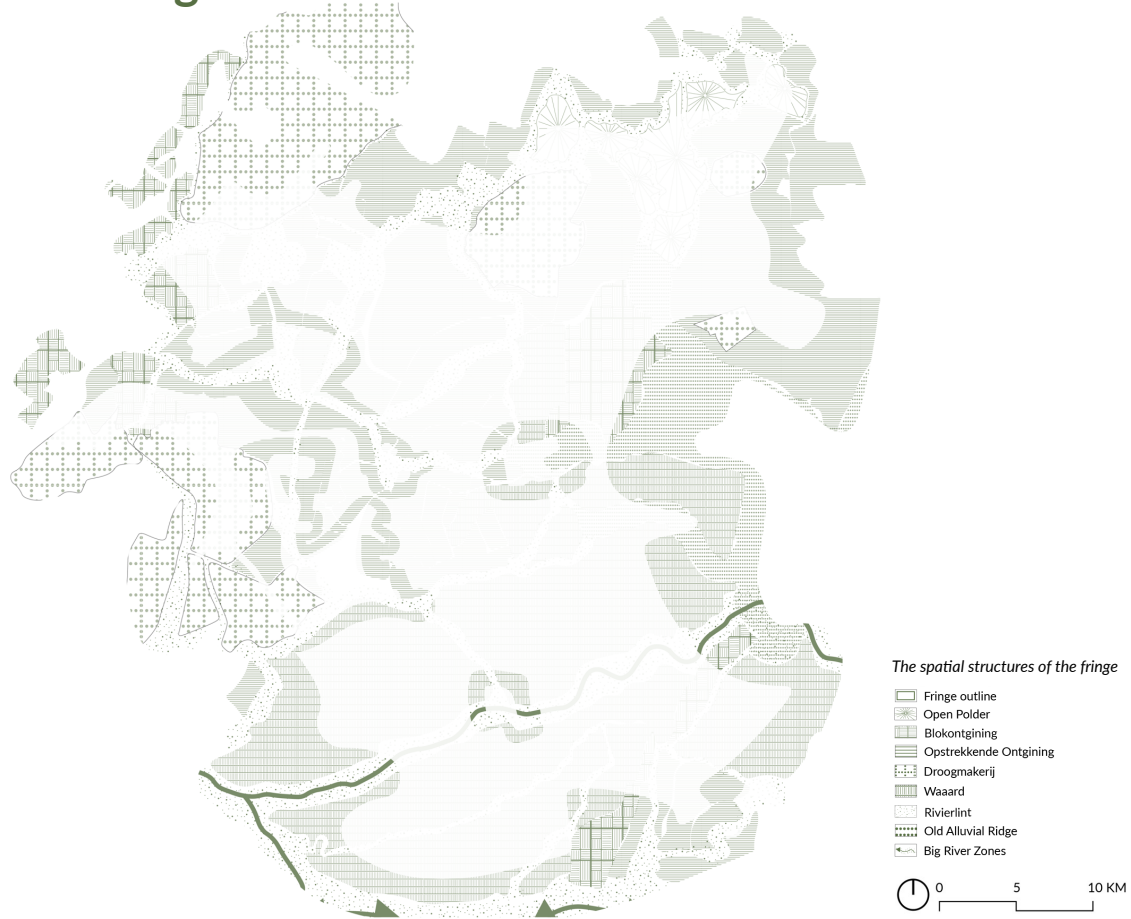 The spatial structures of the fringe
Fringe outline
Open Polder
Blokontgining
Opstrekkende Ontgining
Droogmakerij
Waaard
Rivierlint
Old Alluvial Ridge
Big River Zones
0 5 10 KM